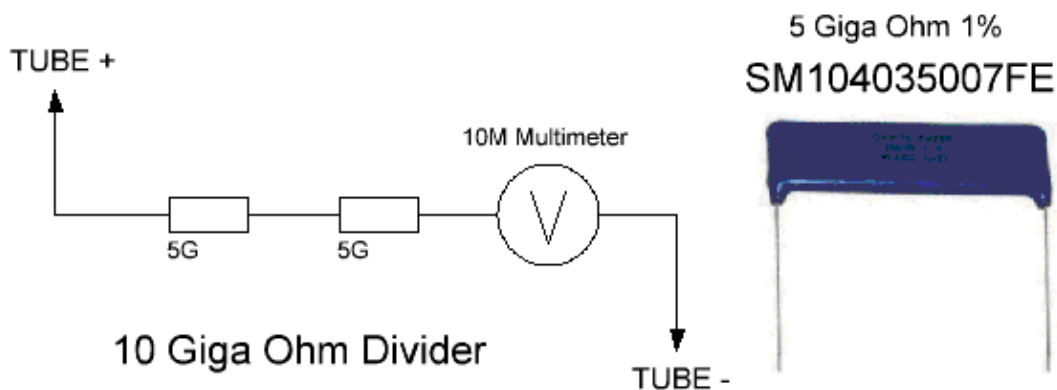 5 Giga Ohm 1%
TUBE +
SM104035007FE
10M Multimeter
V
5G
5G
10 Giga Ohm Divider
TUBE -